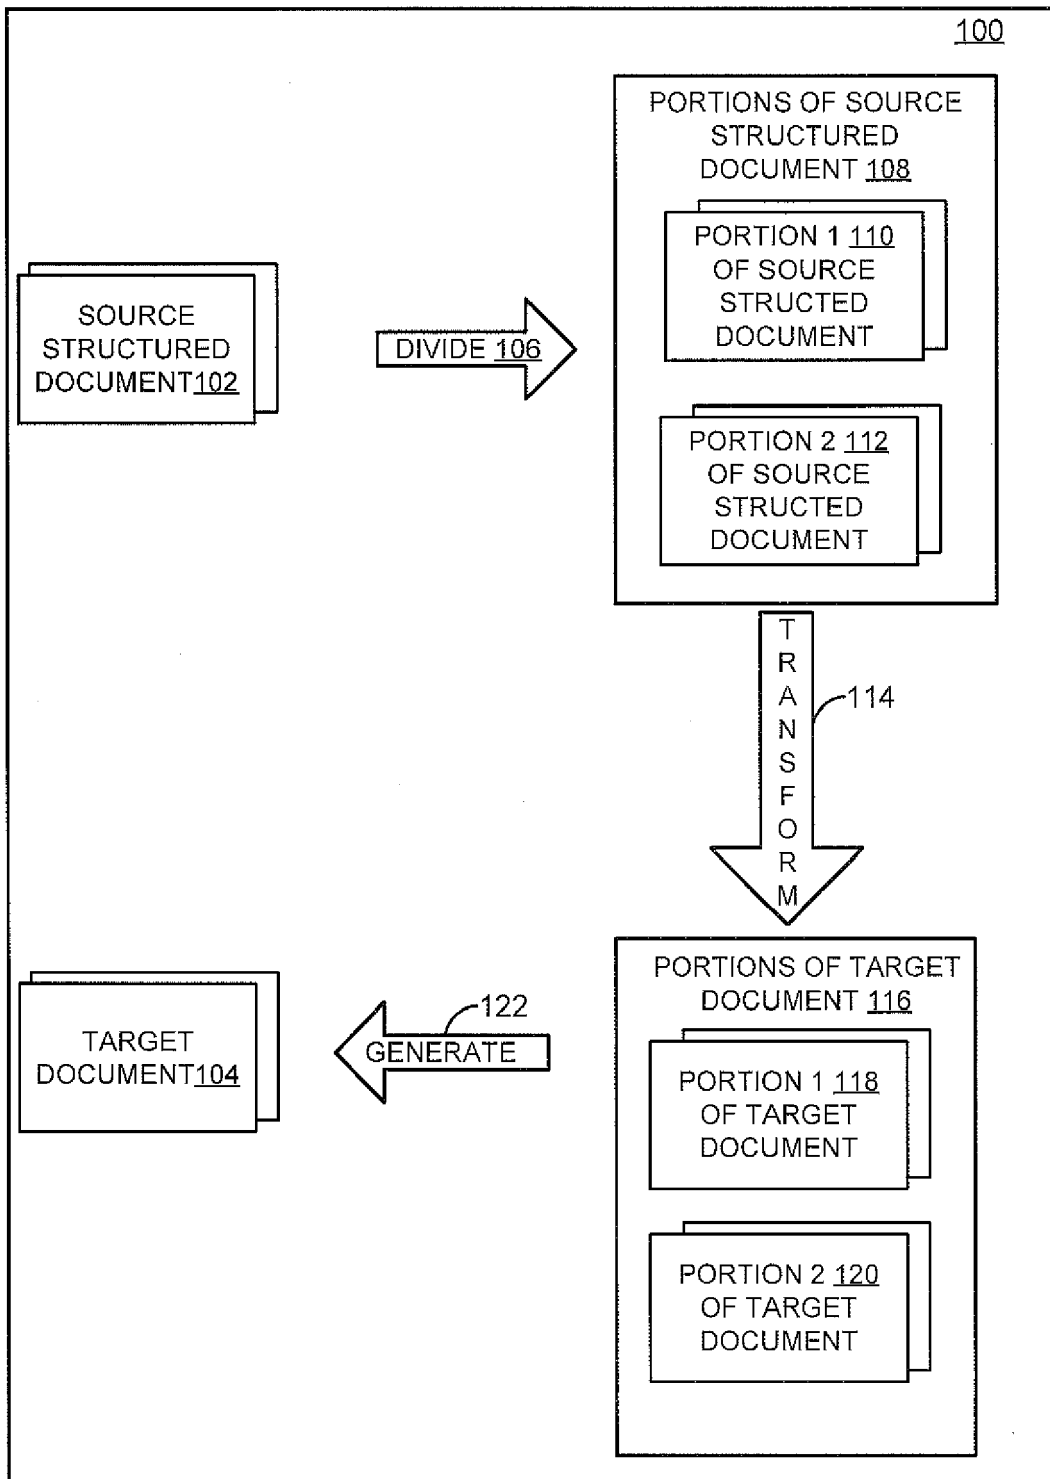 100
PORTIONS OF SOURCE
STRUCTURED
DOCUMENT 108
PORTION 1 110
OF SOURCE
STRUCTED
DOCUMENT
SOURCE
STRUCTURED
DOCUMENT102
DIVIDE 106
PORTION 2 112
OF SOURCE
STRUCTED
DOCUMENT
TRANSFORM
114
PORTIONS OF TARGET
DOCUMENT 116
PORTION 1 118
OF TARGET
DOCUMENT
122
GENERATE
TARGET
DOCUMENT104
PORTION 2 120
OF TARGET
DOCUMENT